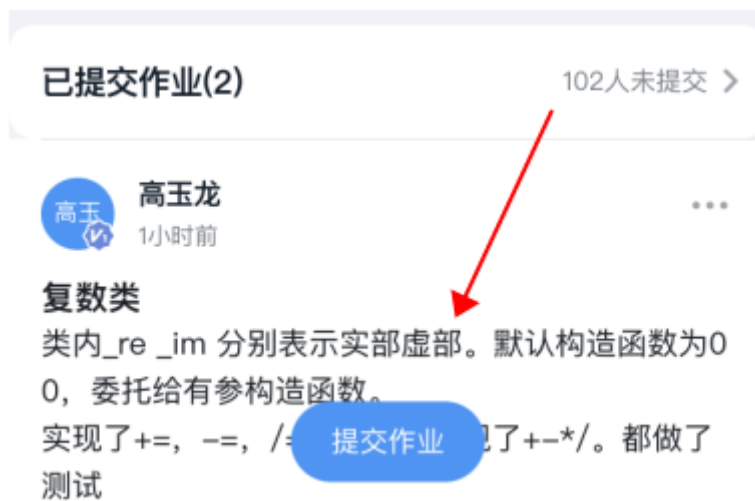 已提交作业(2)
102人未提交
高玉
高玉龙
1小时前
复数类
类内_re _im 分别表示实部虚部。默认构造函数为0
0，委托给有参构造函数。
实现了+=，-=，/
提交作业
了+-*/。都做了
测试